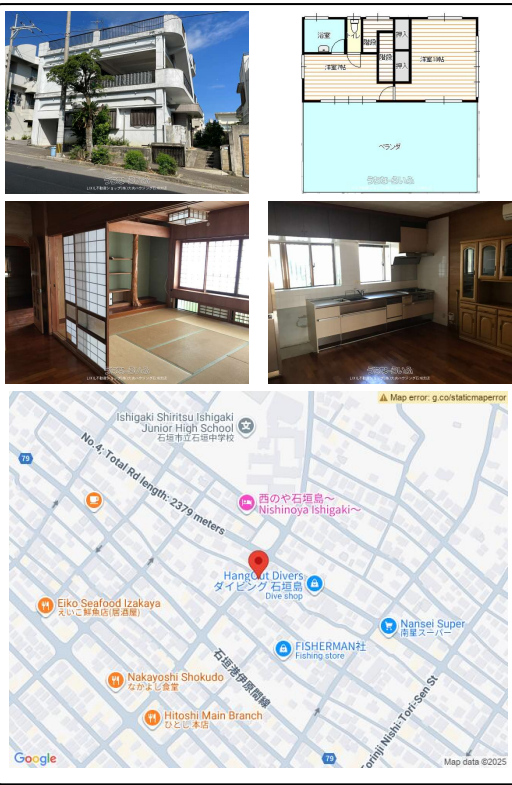 浴室
トイレ
階段
押入
階段
洋室7帖
押入
洋室10帖
ベランダ
Map error: g.co/staticmaperror
Ishigaki Shiritsu Ishigaki
Junior High School
石垣市立石垣中学校
79
No.4; Total Rd length: 2379 meters
西のや石垣島～
Nishinoya Ishigaki～
HangOut Divers
ダイビング 石垣島
Dive shop
Eiko Seafood Izakaya
えいこ鮮魚店(居酒屋)
Nansei Super
南星スーパー
FISHERMAN社
Fishing store
石垣港伊原間線
Nakayoshi Shokudo
なかよし食堂
Hitoshi Main Branch
ひとし 本店
Torinji Nishi-Tori-Sen St
79
Google
Map data ©2025